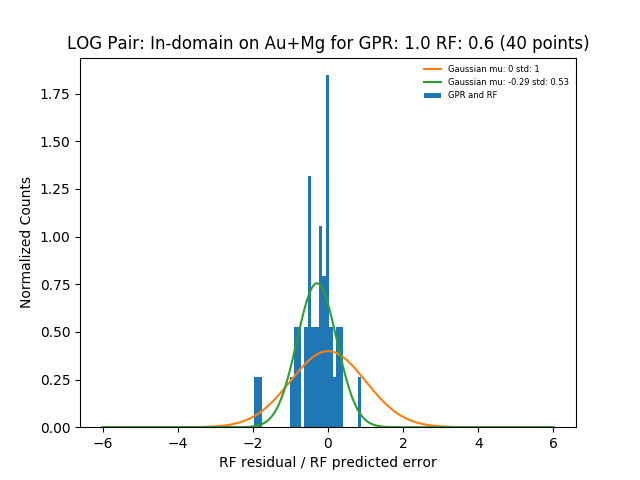 LOG Pair: In-domain on Au+Mg for GPR: 1.0 RF: 0.6 (40 points)
Gaussian mu: 0 std: 1
Gaussian mu: -0.29 std: 0.53
GPR and RF
Normalized Counts
1.75
1.50
1.25
1.00
0.75
0.50
0.25
0.00
−6 −4 −2 0 2 4 6
RF residual / RF predicted error